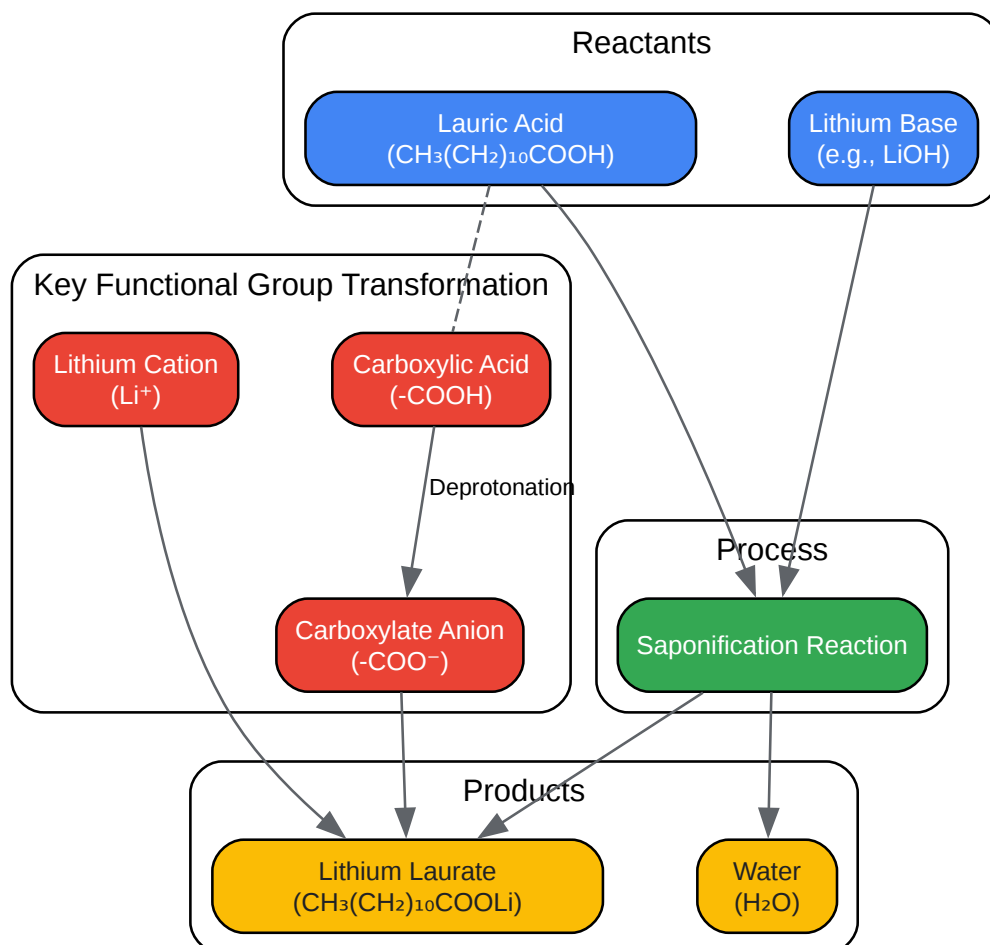 Reactants
Lauric Acid
(CH₃(CH₂)₁₀COOH)
Lithium Base
(e.g., LiOH)
Key Functional Group Transformation
Lithium Cation
(Li⁺)
Carboxylic Acid
(-COOH)
Deprotonation
Carboxylate Anion
(-COO⁻)
Process
Saponification Reaction
Products
Lithium Laurate
(CH₃(CH₂)₁₀COOLi)
Water
(H₂O)